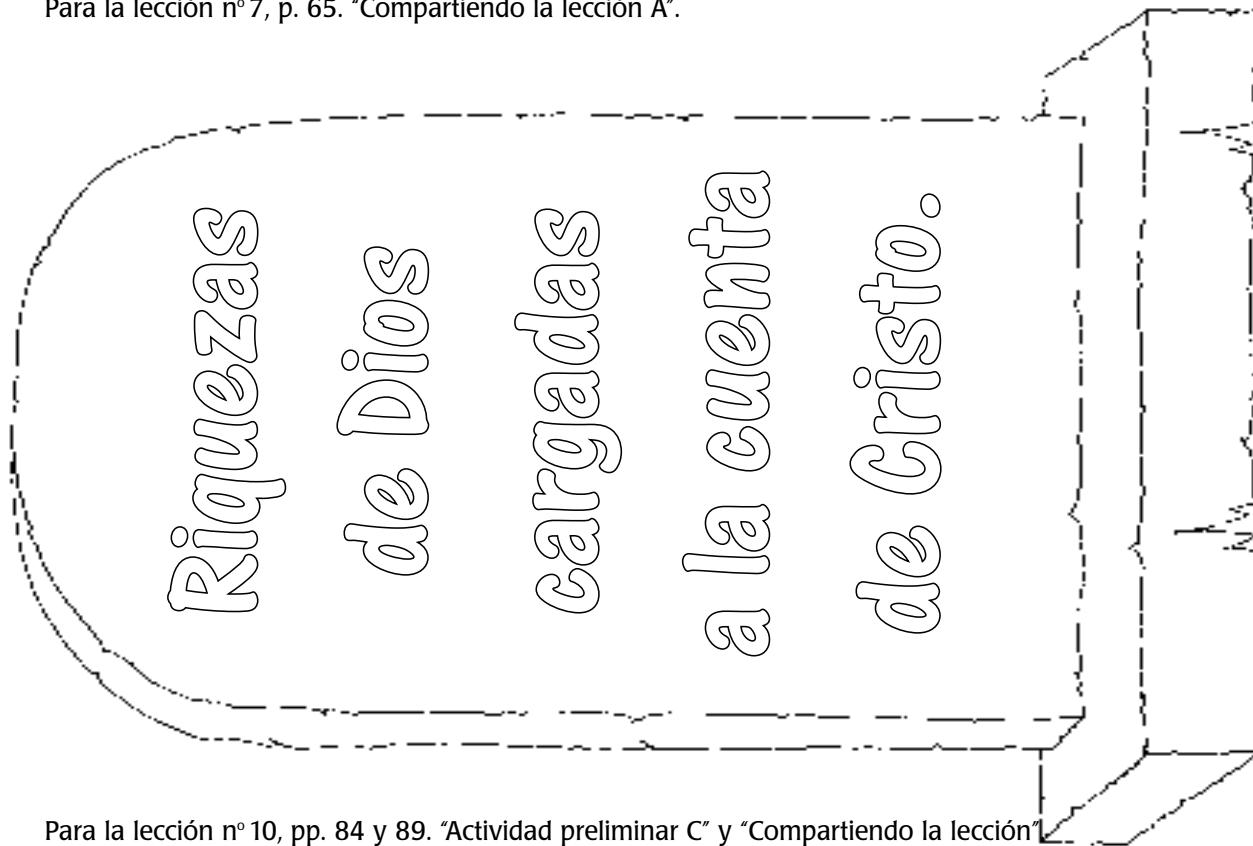 Para la lección nº 7, p. 65. “Compartiendo la lección A”.
Riquezas
de Dios
cargadas
a la cuenta
de Cristo.
Para la lección nº 10, pp. 84 y 89. “Actividad preliminar C” y “Compartiendo la lección”